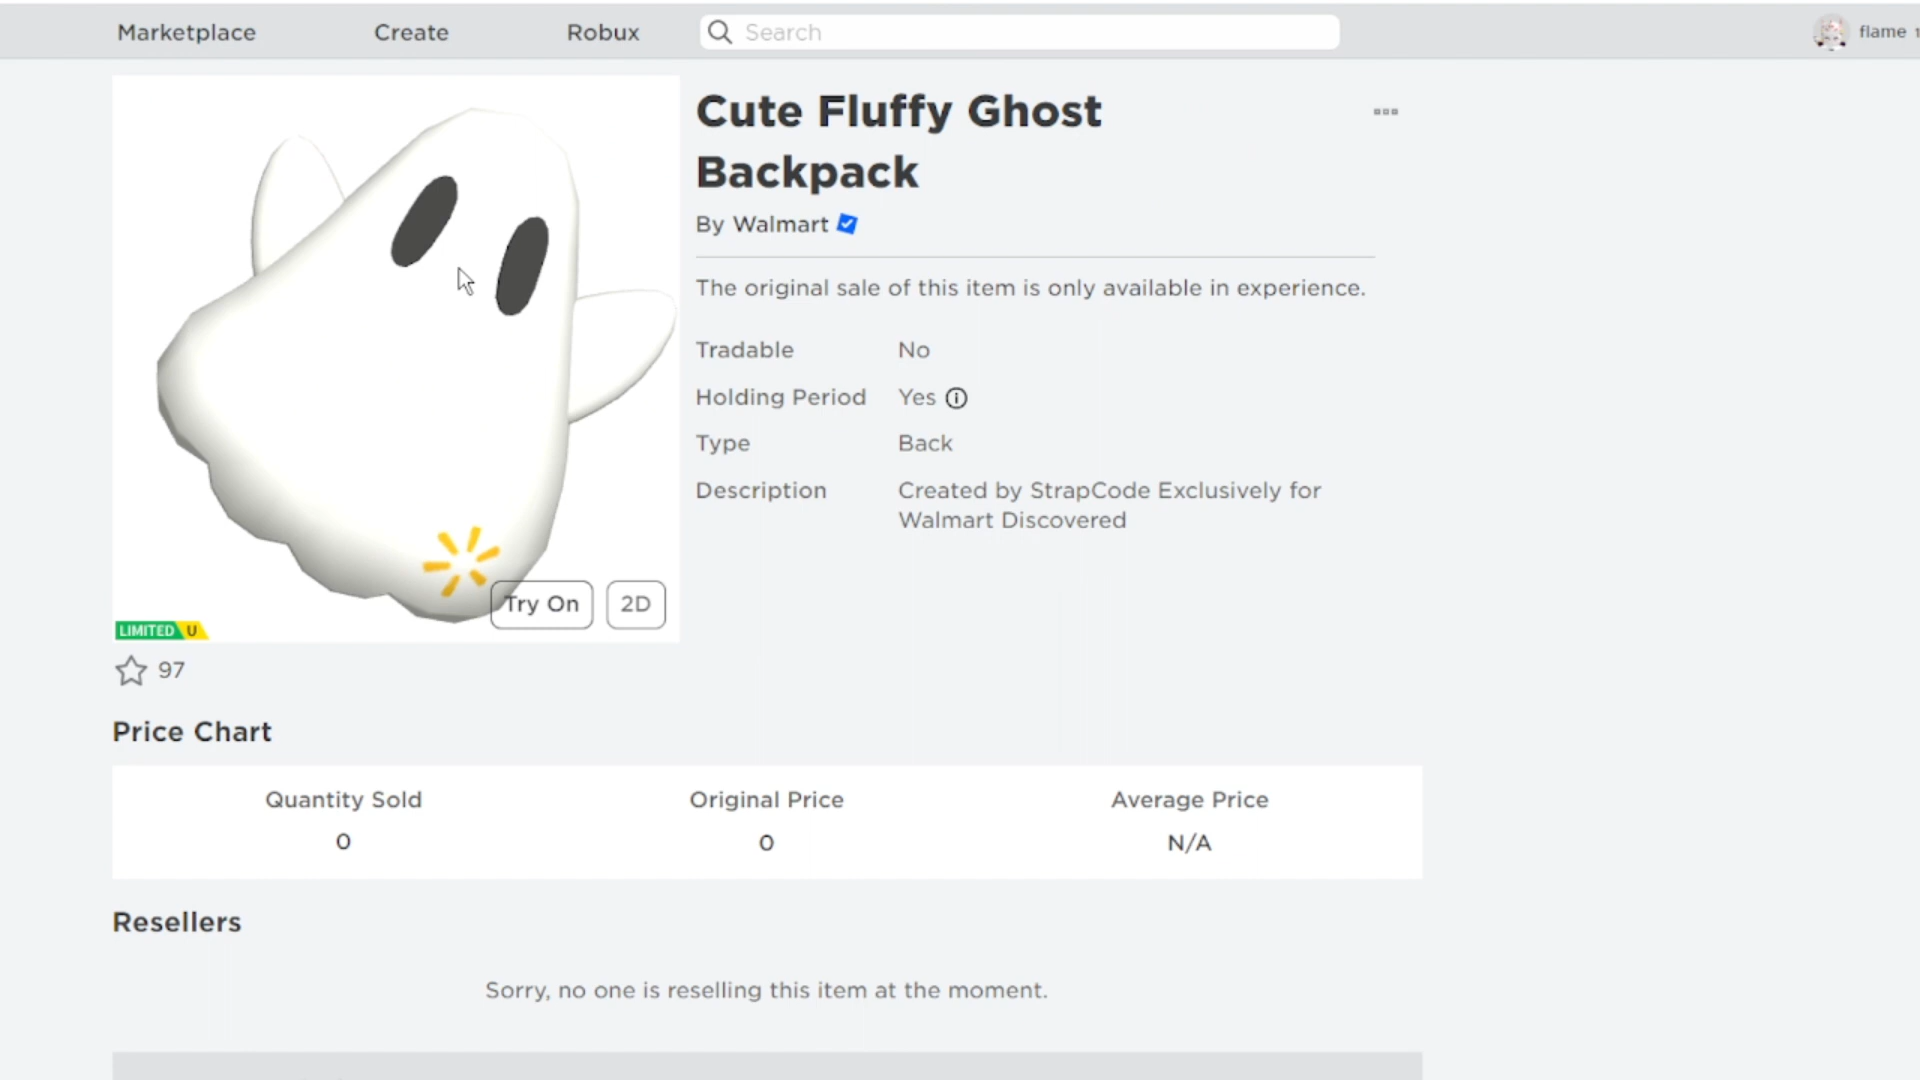 Marketplace
Create
Robux
Search
flame
Cute Fluffy Ghost
Backpack
By Walmart
The original sale of this item is only available in experience.
Tradable
No
Holding Period
Yes
Type
Back
Description
Created by StrapCode Exclusively for
Walmart Discovered
Try On
2D
LIMITED U
97
Price Chart
Quantity Sold
Original Price
Average Price
0
0
N/A
Resellers
Sorry, no one is reselling this item at the moment.